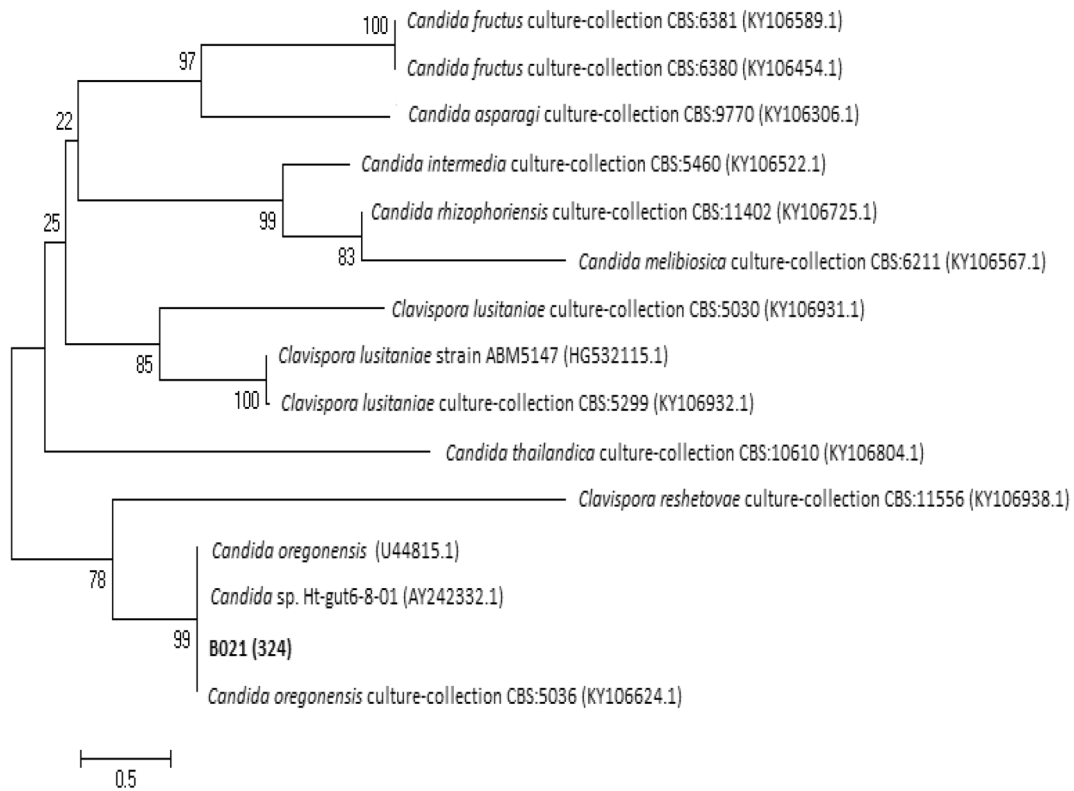 100
Candida fructus culture-collection CBS:6381 (KY106589.1)
97
Candida fructus culture-collection CBS:6380 (KY106454.1)
Candida asparagi culture-collection CBS:9770 (KY106306.1)
22
Candida intermedia culture-collection CBS:5460 (KY106522.1)
99
Candida rhizophoriensis culture-collection CBS:11402 (KY106725.1)
25
83
Candida melibiosica culture-collection CBS:6211 (KY106567.1)
Clavispora lusitaniae culture-collection CBS:5030 (KY106931.1)
85
Clavispora lusitaniae strain ABM5147 (HG532115.1)
100
Clavispora lusitaniae culture-collection CBS:5299 (KY106932.1)
Candida thailandica culture-collection CBS:10610 (KY106804.1)
Clavispora reshetovae culture-collection CBS:11556 (KY106938.1)
78
Candida oregonensis (U44815.1)
Candida sp. Ht-gut6-8-01 (AY242332.1)
99
B021 (324)
Candida oregonensis culture-collection CBS:5036 (KY106624.1)
0.5